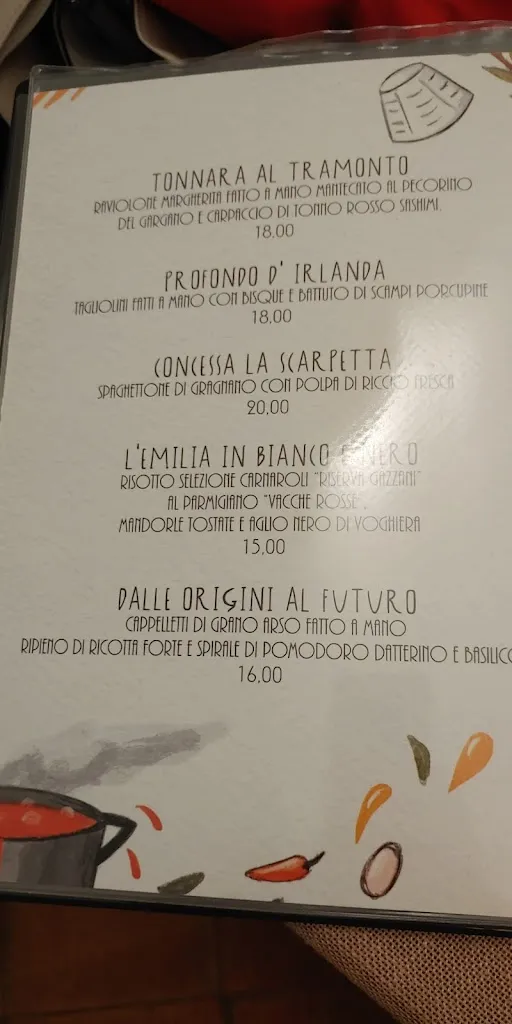 TONNARA AL TRAMONTO
RAVIOLONE MARGHERITA FATTO A MANO MANTECATO AL PECORINO
DEL GARGANO E CARPACCIO DI TONNO ROSSO SASHIMI.
18,00
PROFONDO D' IRLANDA
TAGLIOLINI FATTI A MANO CON BISQUE E BATTUTO DI SCAMPI PORCUPINE
18,00
CONCESSA LA SCARPETTA
SPAGHETTONE DI GRAGNANO CON POLPA DI RICCIO FRESCA
20,00
L'EMILIA IN BIANCO E NERO
RISOTTO SELEZIONE CARNAROLI "RISERVA GAZZANI"
AL PARMIGIANO "VACCHE ROSSE",
MANDORLE TOSTATE E AGLIO NERO DI VOGHIERA
15,00
DALLE ORIGINI AL FUTURO
CAPPELLETTI DI GRANO ARSO FATTO A MANO
RIPIENO DI RICOTTA FORTE E SPIRALE DI POMODORO DATTERINO E BASILICO
16,00